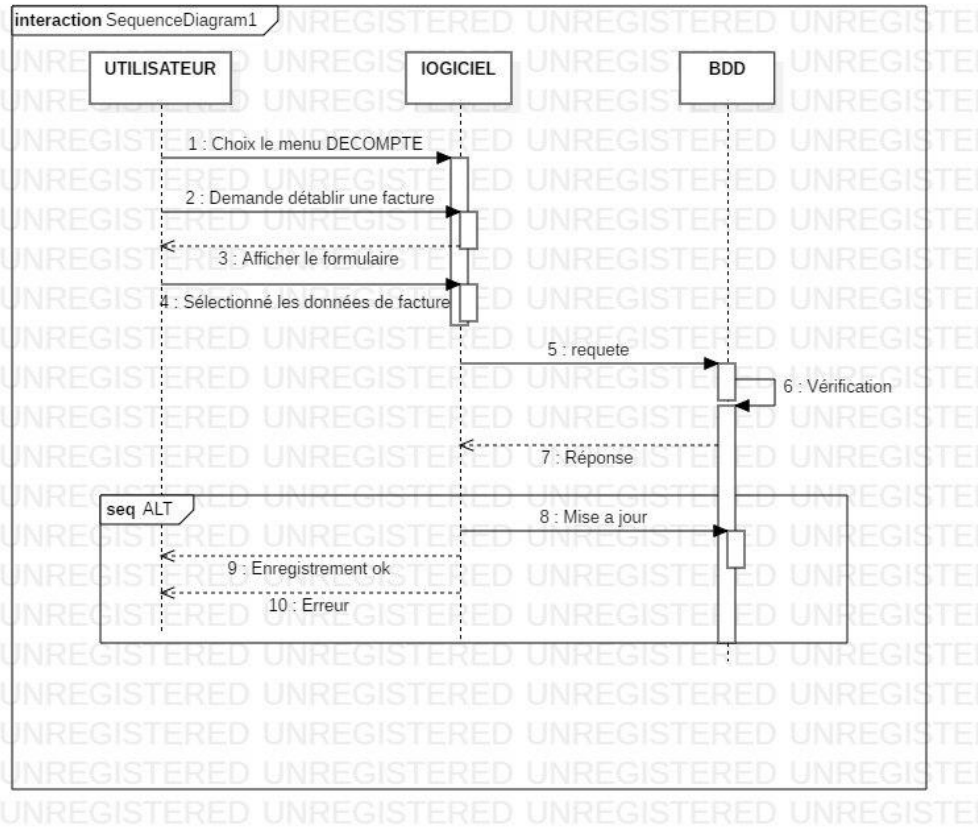 interaction SequenceDiagram1
UTILISATEUR
lOGICIEL
BDD
1 : Choix le menu DECOMPTE
2 : Demande détablir une facture
3 : Afficher le formulaire
4 : Sélectionné les données de facture
5 : requete
6 : Vérification
7 : Réponse
seq ALT
8 : Mise a jour
9 : Enregistrement ok
10 : Erreur
UNREGISTERED